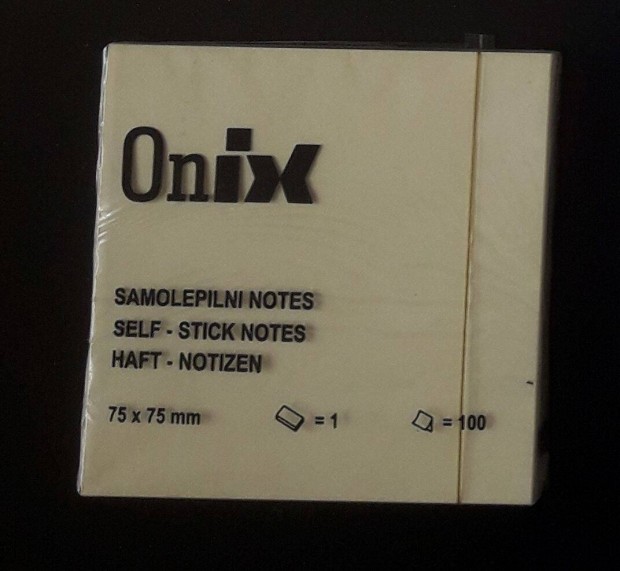 Onix
SAMOLEPILNI NOTES
SELF - STICK NOTES
HAFT - NOTIZEN
75 x 75 mm = 1 = 100